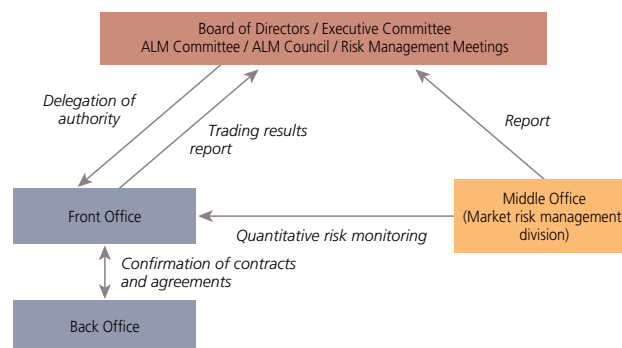 Board of Directors / Executive Committee
ALM Committee / ALM Council / Risk Management Meetings
Delegation of
authority
Trading results
report
Report
Front Office
Middle Office
(Market risk management
division)
Quantitative risk monitoring
Confirmation of contracts
and agreements
Back Office